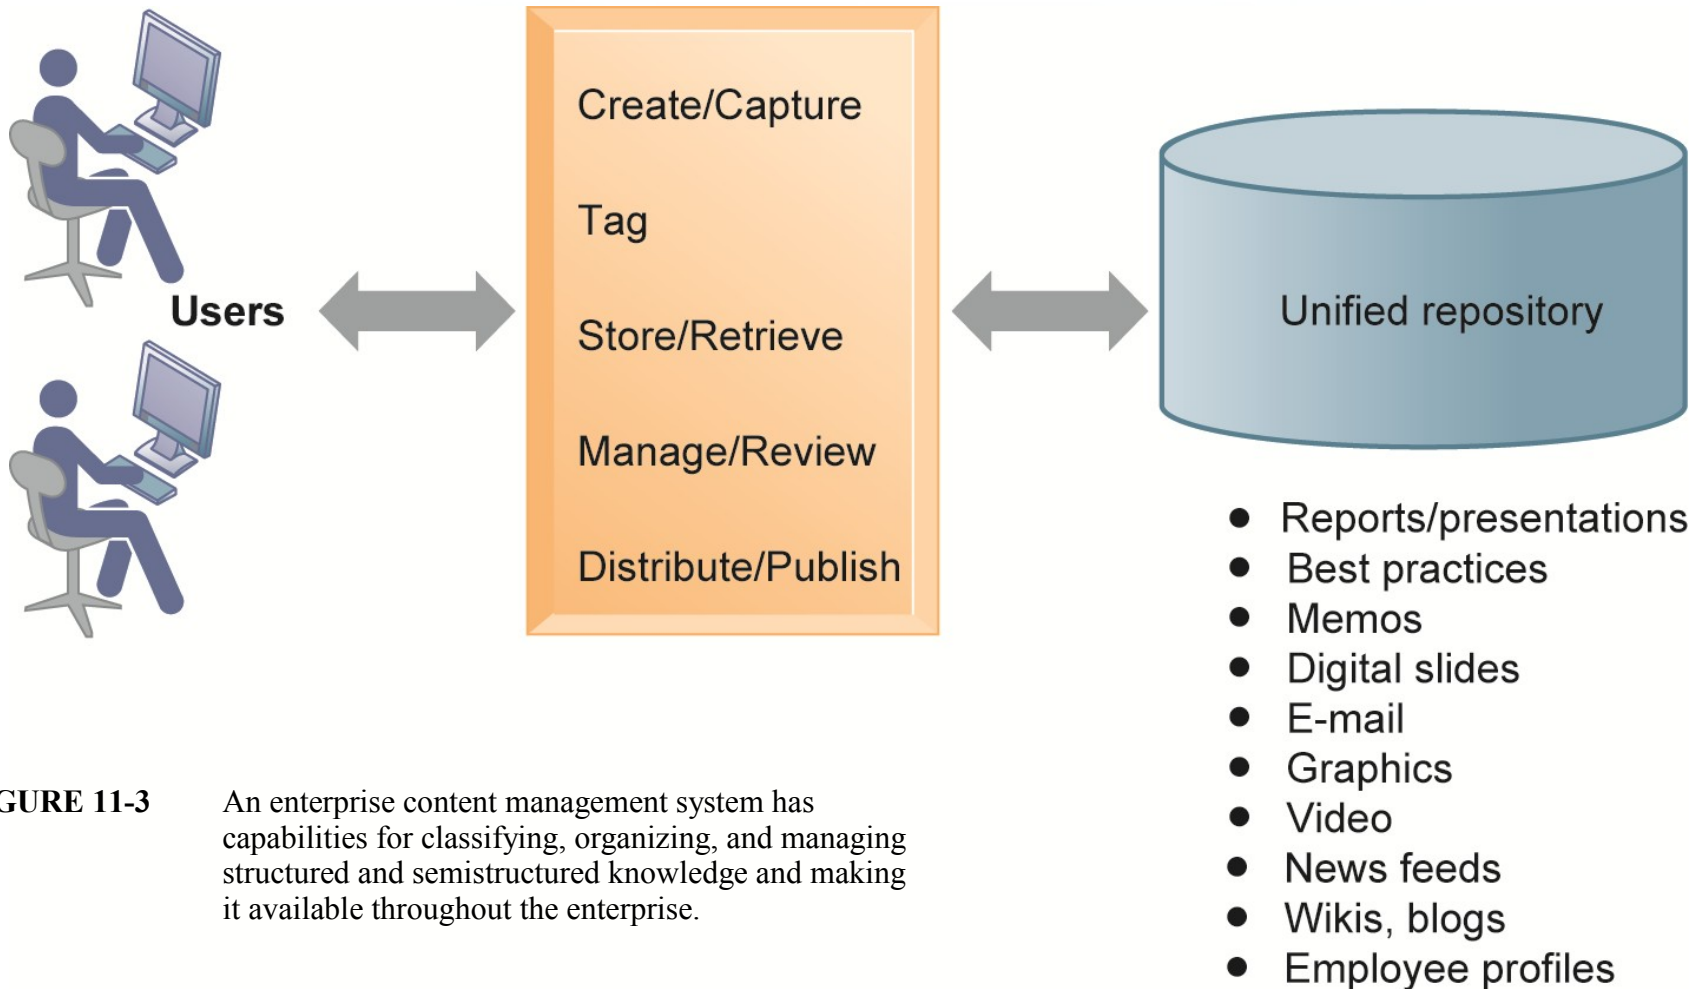 Users
Create/Capture
Tag
Store/Retrieve
Manage/Review
Distribute/Publish
Unified repository
● Reports/presentations
● Best practices
● Memos
● Digital slides
● E-mail
● Graphics
● Video
● News feeds
● Wikis, blogs
● Employee profiles
GURE 11-3 An enterprise content management system has
capabilities for classifying, organizing, and managing
structured and semistructured knowledge and making
it available throughout the enterprise.